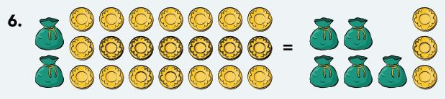 6.
=